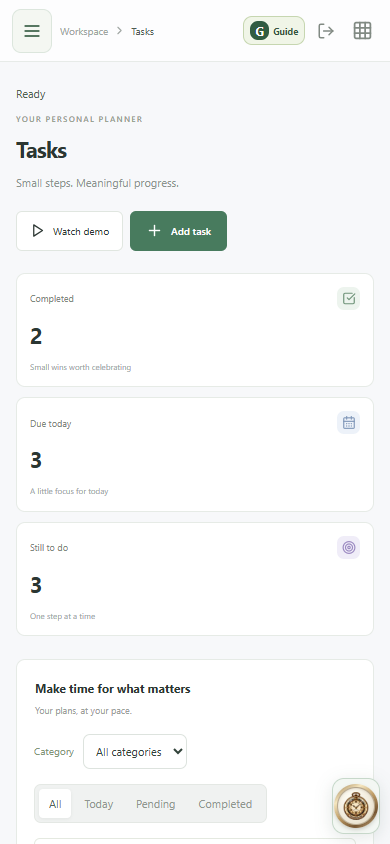 Workspace > Tasks
G Guide
Ready
YOUR PERSONAL PLANNER
Tasks
Small steps. Meaningful progress.
Watch demo
Add task
Completed
2
Small wins worth celebrating
Due today
3
A little focus for today
Still to do
3
One step at a time
Make time for what matters
Your plans, at your pace.
Category All categories
All Today Pending Completed